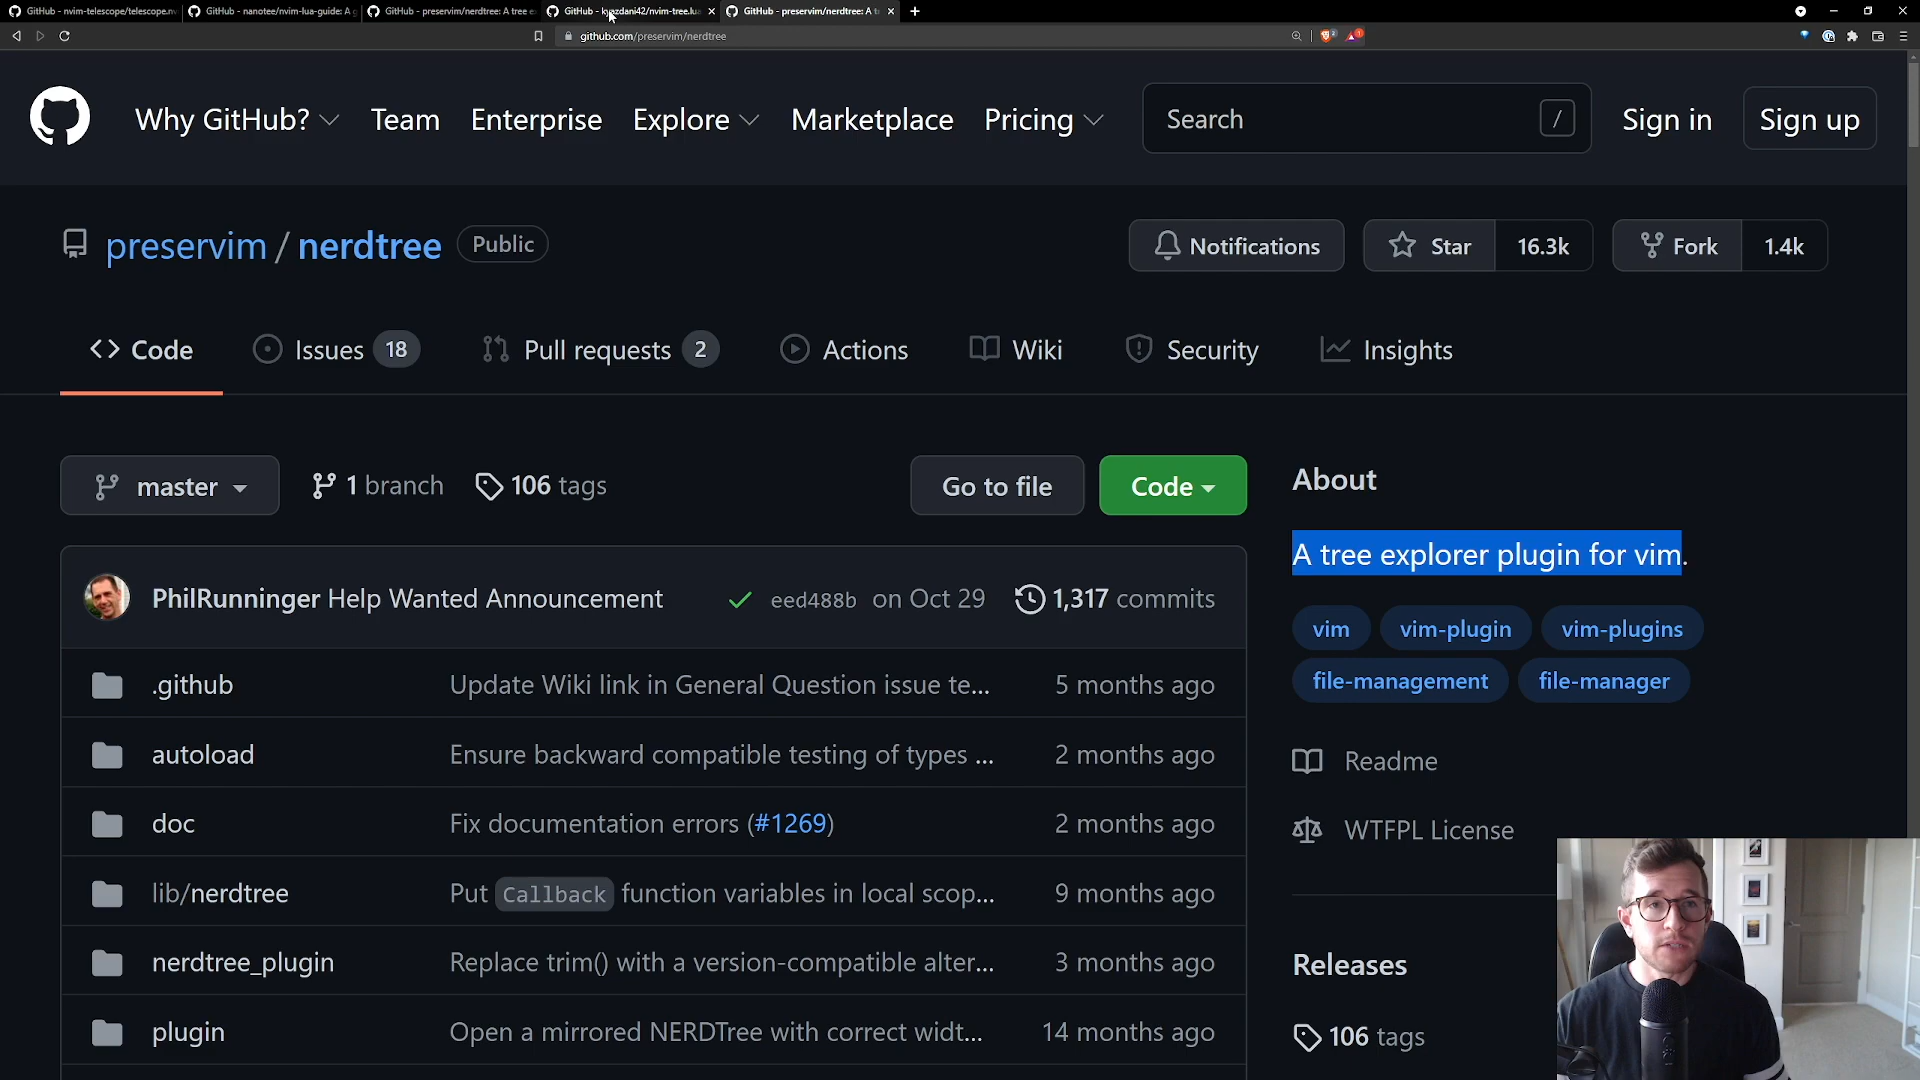 GitHub - nvim-telescope/telescope.nv
GitHub - nanotee/nvim-lua-guide: A g
GitHub - preservim/nerdtree: A tree e
GitHub - kyazdani42/nvim-tree.lu
GitHub - preservim/nerdtree: A t
github.com/preservim/nerdtree
Why GitHub?
Team
Enterprise
Explore
Marketplace
Pricing
Search
/
Sign in
Sign up
preservim / nerdtree
Public
Notifications
Star
16.3k
Fork
1.4k
Code
Issues 18
Pull requests 2
Actions
Wiki
Security
Insights
master
1 branch
106 tags
Go to file
Code
PhilRunninger Help Wanted Announcement
eed488b on Oct 29
1,317 commits
.github
Update Wiki link in General Question issue te...
5 months ago
autoload
Ensure backward compatible testing of types ...
2 months ago
doc
Fix documentation errors (#1269)
2 months ago
lib/nerdtree
Put Callback function variables in local scop...
9 months ago
nerdtree_plugin
Replace trim() with a version-compatible alter...
3 months ago
plugin
Open a mirrored NERDTree with correct widt...
14 months ago
About
A tree explorer plugin for vim.
vim
vim-plugin
vim-plugins
file-management
file-manager
Readme
WTFPL License
Releases
106 tags